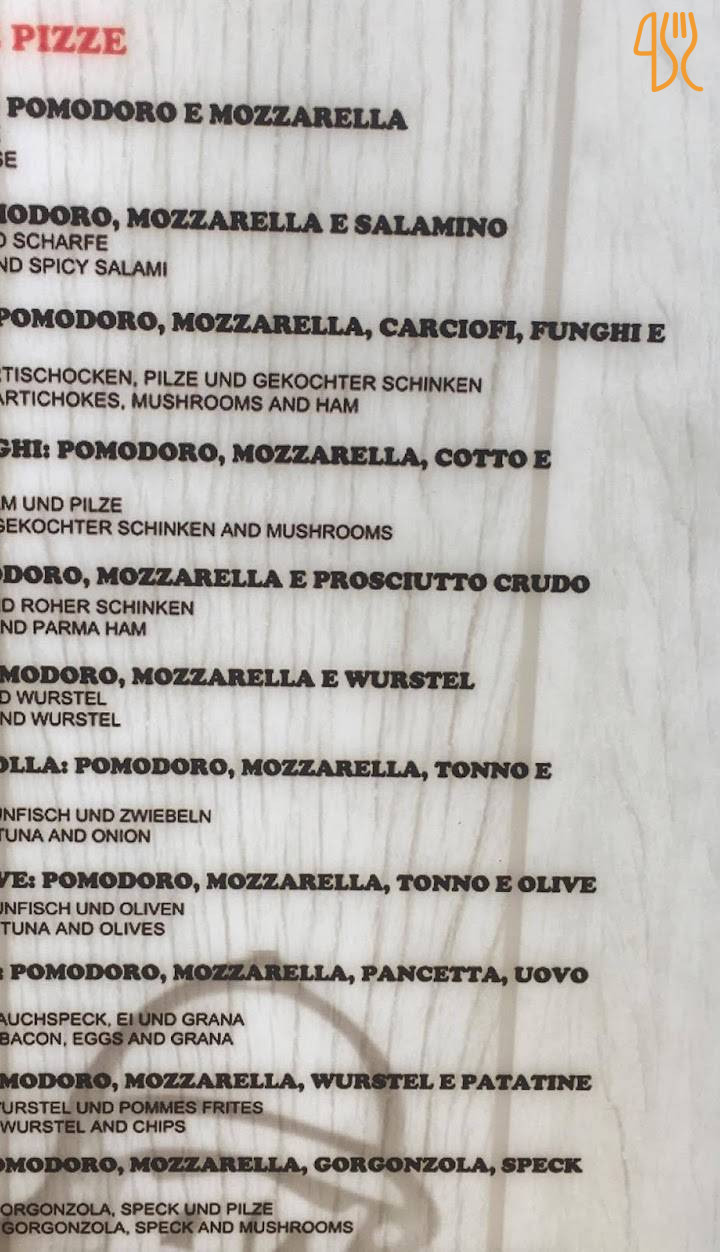 PIZZE
POMODORO E MOZZARELLA
POMODORO, MOZZARELLA E SALAMINO
SCHARFE
SPICY SALAMI
POMODORO, MOZZARELLA, CARCIOFI, FUNGHI E
TISCHOCKEN, PILZE UND GEKOCHTER SCHINKEN
ARTICHOKES, MUSHROOMS AND HAM
GHI: POMODORO, MOZZARELLA, COTTO E
M UND PILZE
GEKOCHTER SCHINKEN AND MUSHROOMS
DORO, MOZZARELLA E PROSCIUTTO CRUDO
D ROHER SCHINKEN
ND PARMA HAM
MODORO, MOZZARELLA E WURSTEL
D WURSTEL
ND WURSTEL
OLLA: POMODORO, MOZZARELLA, TONNO E
NFISCH UND ZWIEBELN
TUNA AND ONION
VE: POMODORO, MOZZARELLA, TONNO E OLIVE
NFISCH UND OLIVEN
TUNA AND OLIVES
: POMODORO, MOZZARELLA, PANCETTA, UOVO
AUCHSPECK, EI UND GRANA
BACON, EGGS AND GRANA
MODORO, MOZZARELLA, WURSTEL E PATATINE
URSTEL UND POMMES FRITES
WURSTEL AND CHIPS
OMODORO, MOZZARELLA, GORGONZOLA, SPECK
ORGONZOLA, SPECK UND PILZE
GORGONZOLA, SPECK AND MUSHROOMS